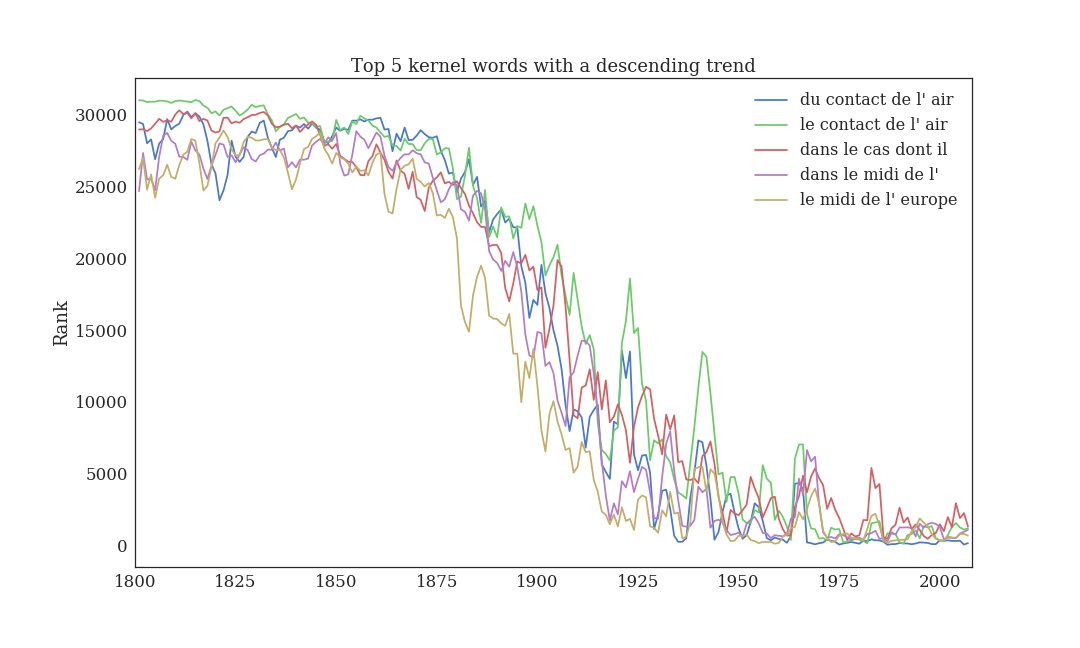 Top 5 kernel words with a descending trend
du contact de l' air
le contact de l' air
dans le cas dont il
dans le midi de l'
le midi de l' europe
Rank
30000
25000
20000
15000
10000
5000
0
1800 1825 1850 1875 1900 1925 1950 1975 2000